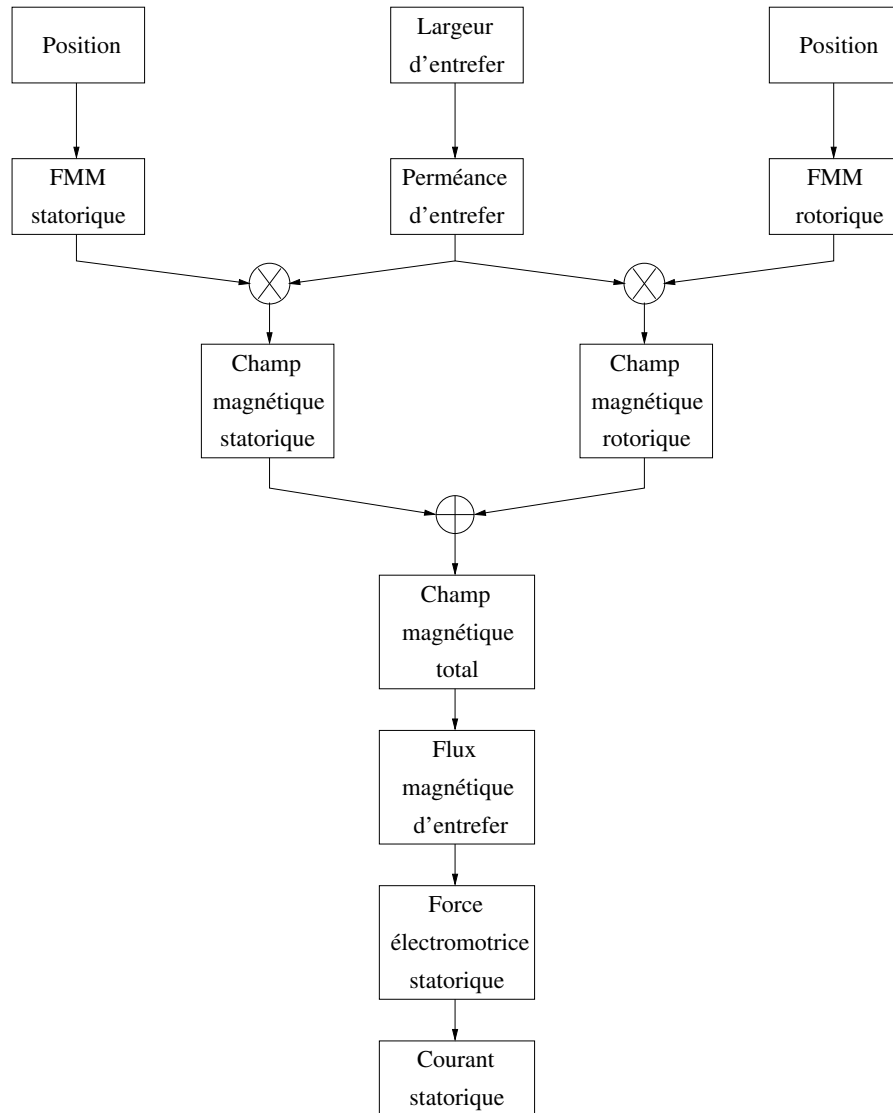 Position
Largeur
d'entrefer
Position
FMM
statorique
Perméance
d'entrefer
FMM
rotorique
Champ
magnétique
statorique
Champ
magnétique
rotorique
Champ
magnétique
total
Flux
magnétique
d'entrefer
Force
électromotrice
statorique
Courant
statorique